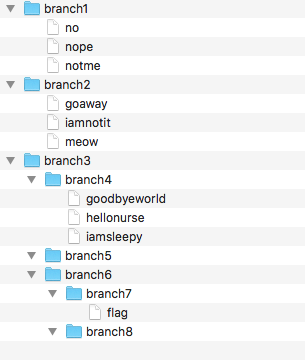 branch1
no
nope
notme
branch2
goaway
iamnotit
meow
branch3
branch4
goodbyeworld
hellonurse
iamsleepy
branch5
branch6
branch7
flag
branch8